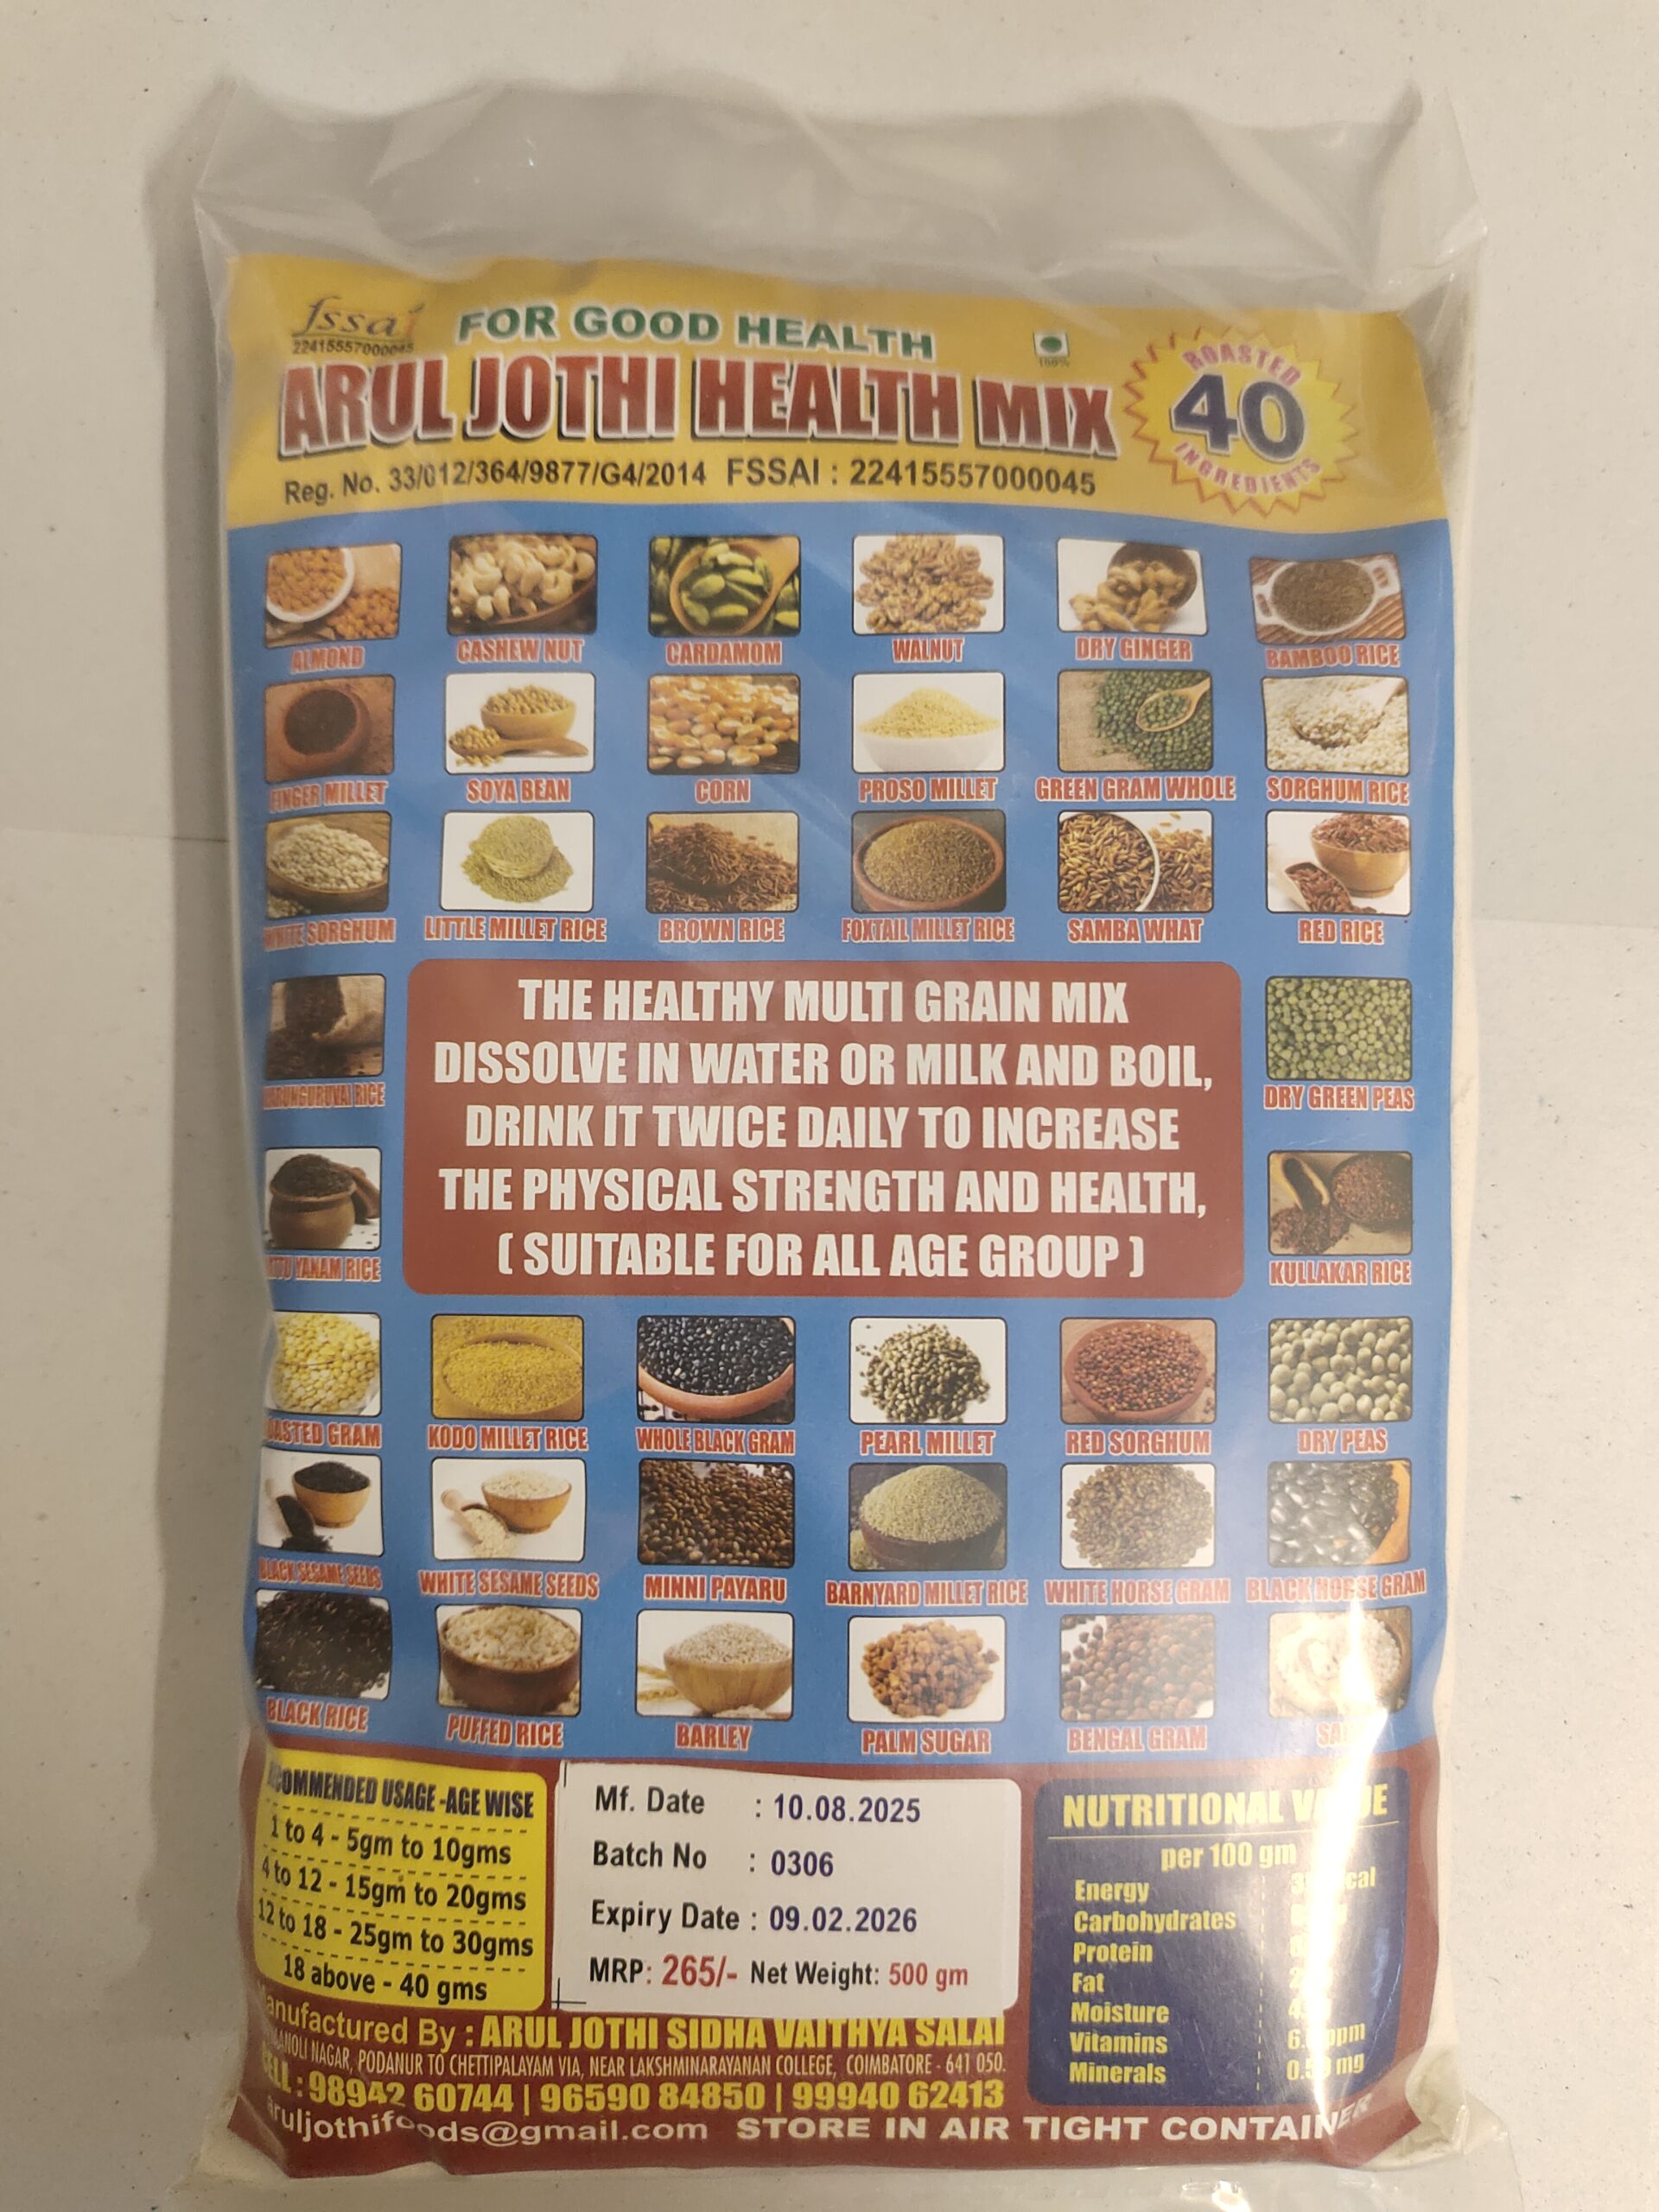 fssai
22415557000045
FOR GOOD HEALTH
100%
ARUL JOTHI HEALTH MIX
ROASTED
40
INGREDIENTS
Reg. No. 33/012/364/9877/G4/2014 FSSAI : 22415557000045
ALMOND CASHEW NUT CARDAMOM WALNUT DRY GINGER BAMBOO RICE
FINGER MILLET SOYA BEAN CORN PROSO MILLET GREEN GRAM WHOLE SORGHUM RICE
WHITE SORGHUM LITTLE MILLET RICE BROWN RICE FOXTAIL MILLET RICE SAMBA WHAT RED RICE
THE HEALTHY MULTI GRAIN MIX
DISSOLVE IN WATER OR MILK AND BOIL,
DRINK IT TWICE DAILY TO INCREASE
THE PHYSICAL STRENGTH AND HEALTH,
( SUITABLE FOR ALL AGE GROUP )
RICE DRY GREEN PEAS
YANAM RICE KULLAKAR RICE
GRAM KODO MILLET RICE WHOLE BLACK GRAM PEARL MILLET RED SORGHUM DRY PEAS
BLACK SESAME SEEDS WHITE SESAME SEEDS MINNI PAYARU BARNYARD MILLET RICE WHITE HORSE GRAM BLACK HORSE GRAM
BLACK RICE PUFFED RICE BARLEY PALM SUGAR BENGAL GRAM
USAGE -AGE WISE
1 to 4 - 5gm to 10gms
4 to 12 - 15gm to 20gms
12 to 18 - 25gm to 30gms
18 above - 40 gms
Mf. Date : 10.08.2025
Batch No : 0306
Expiry Date : 09.02.2026
MRP: 265/- Net Weight: 500 gm
NUTRITIONAL VALUE
per 100 gm
Energy
Carbohydrates
Protein
Fat
Moisture
Vitamins
Minerals
Manufactured By : ARUL JOTHI SIDHA VAITHYA SALAI
NAGAR, PODANUR TO CHETTIPALAYAM VIA, NEAR LAKSHMINARAYANAN COLLEGE, COIMBATORE - 641 050.
CELL : 98942 60744 | 96590 84850 | 99940 62413
aruljothifoods@gmail.com STORE IN AIR TIGHT CONTAINER